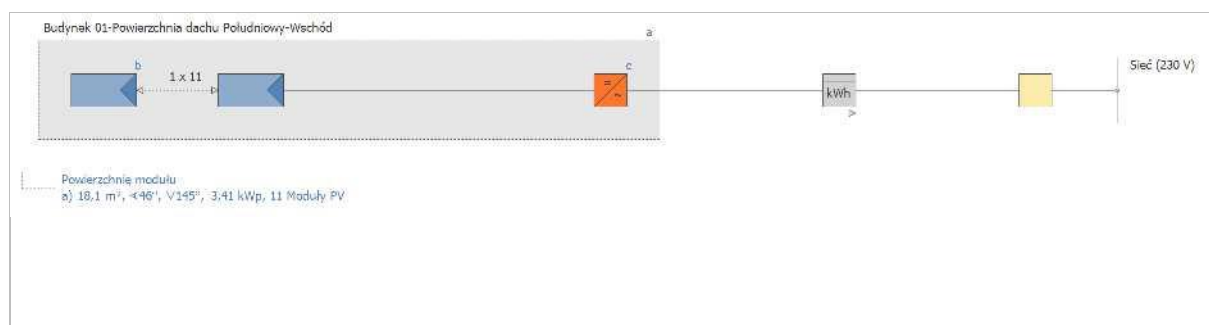 Budynek 01-Powierzchnia dachu Południowy-Wschód
a
b
1 x 11
c
=
~
kWh
>
Sieć (230 V)
Powierzchnię modułu
a) 18,1 m², ∢46°, ∨145°, 3,41 kWp, 11 Moduły PV